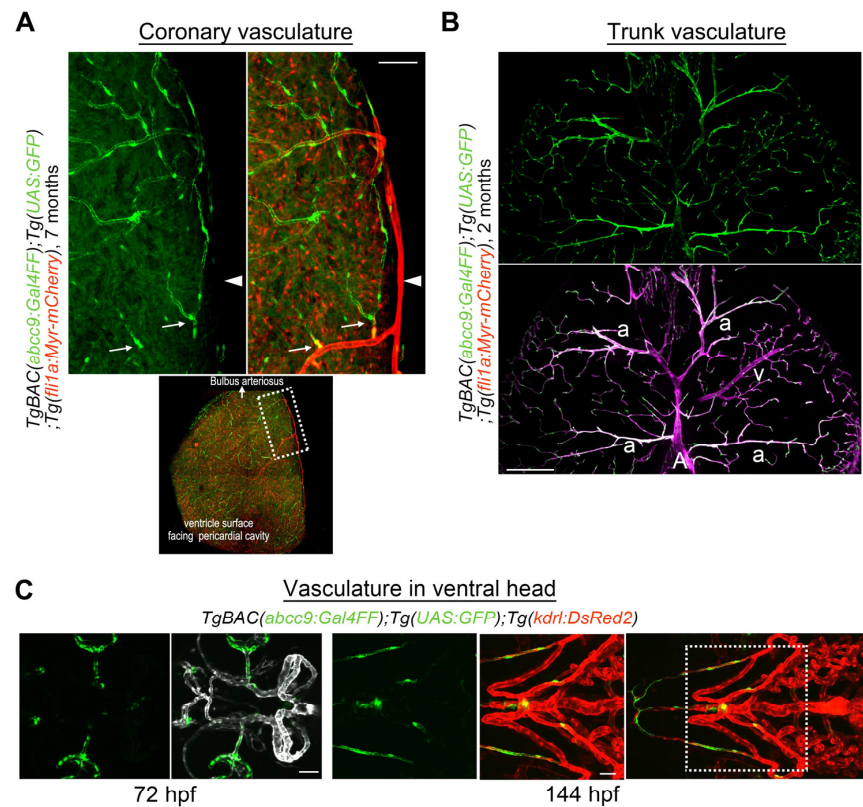 A
Coronary vasculature
TgBAC(abcc9:Gal4FF);Tg(UAS:GFP)
;Tg(fli1a:Myr-mCherry), 7 months
Bulbus arteriosus
ventricle surface
facing pericardial cavity
B
Trunk vasculature
TgBAC(abcc9:Gal4FF);Tg(UAS:GFP)
;Tg(fli1a:Myr-mCherry), 2 months
a
a
v
a
a
A
C
Vasculature in ventral head
TgBAC(abcc9:Gal4FF);Tg(UAS:GFP);Tg(kdrl:DsRed2)
72 hpf
144 hpf